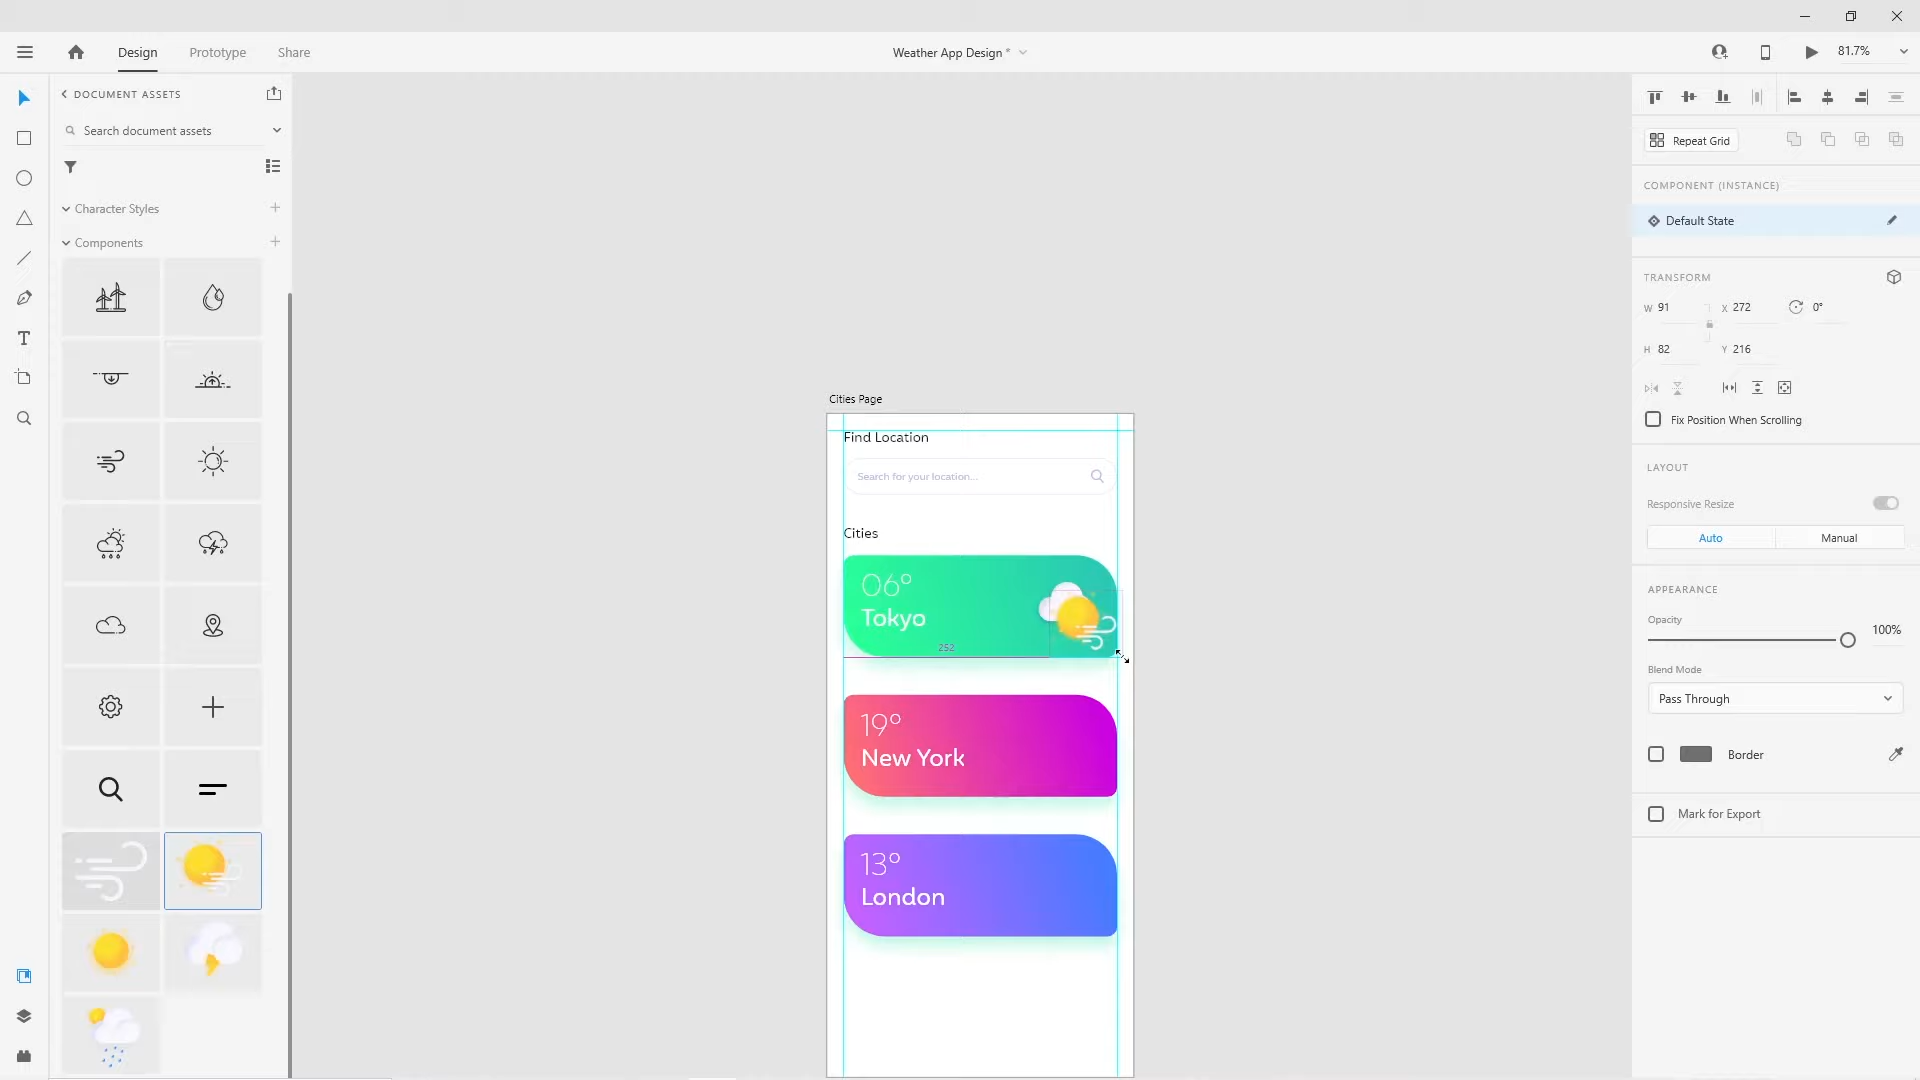 Design
Prototype
Share
Weather App Design *
81.7%
DOCUMENT ASSETS
Search document assets
Character Styles
Components
Repeat Grid
COMPONENT (INSTANCE)
Default State
TRANSFORM
W 91
X 272
0°
H 82
Y 216
Fix Position When Scrolling
LAYOUT
Responsive Resize
Auto
Manual
APPEARANCE
Opacity
100%
Blend Mode
Pass Through
Border
Mark for Export
Cities Page
Find Location
Search for your location...
Cities
06°
Tokyo
252
19°
New York
13°
London